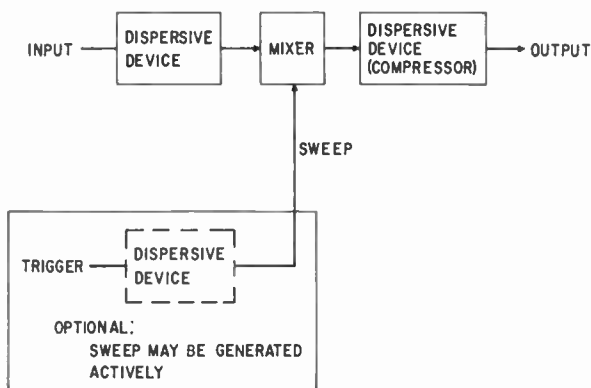 INPUT
DISPERSIVE
DEVICE
MIXER
DISPERSIVE
DEVICE
(COMPRESSOR)
OUTPUT
SWEEP
TRIGGER
DISPERSIVE
DEVICE
OPTIONAL:
SWEEP MAY BE GENERATED
ACTIVELY